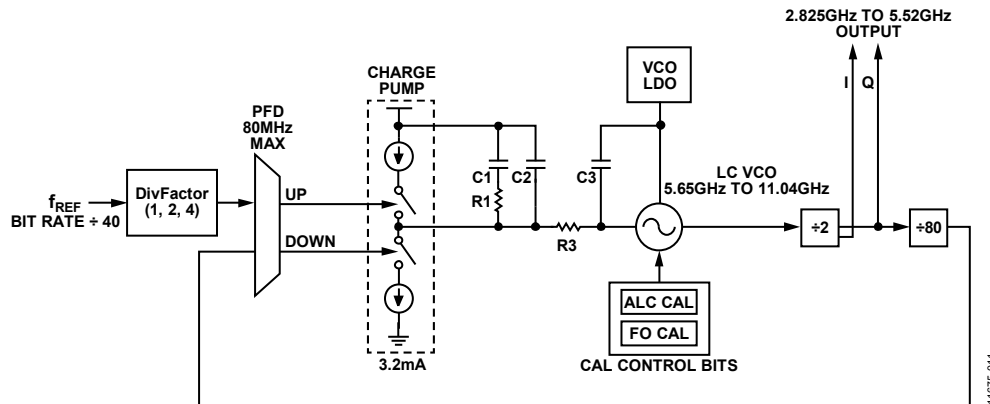 2.825GHz TO 5.52GHz
OUTPUT
I
Q
VCO
LDO
CHARGE
PUMP
PFD
80MHz
MAX
C1
C2
C3
R1
LC VCO
5.65GHz TO 11.04GHz
fREF
BIT RATE ÷ 40
DivFactor
(1, 2, 4)
UP
DOWN
R3
÷2
÷80
ALC CAL
FO CAL
CAL CONTROL BITS
3.2mA